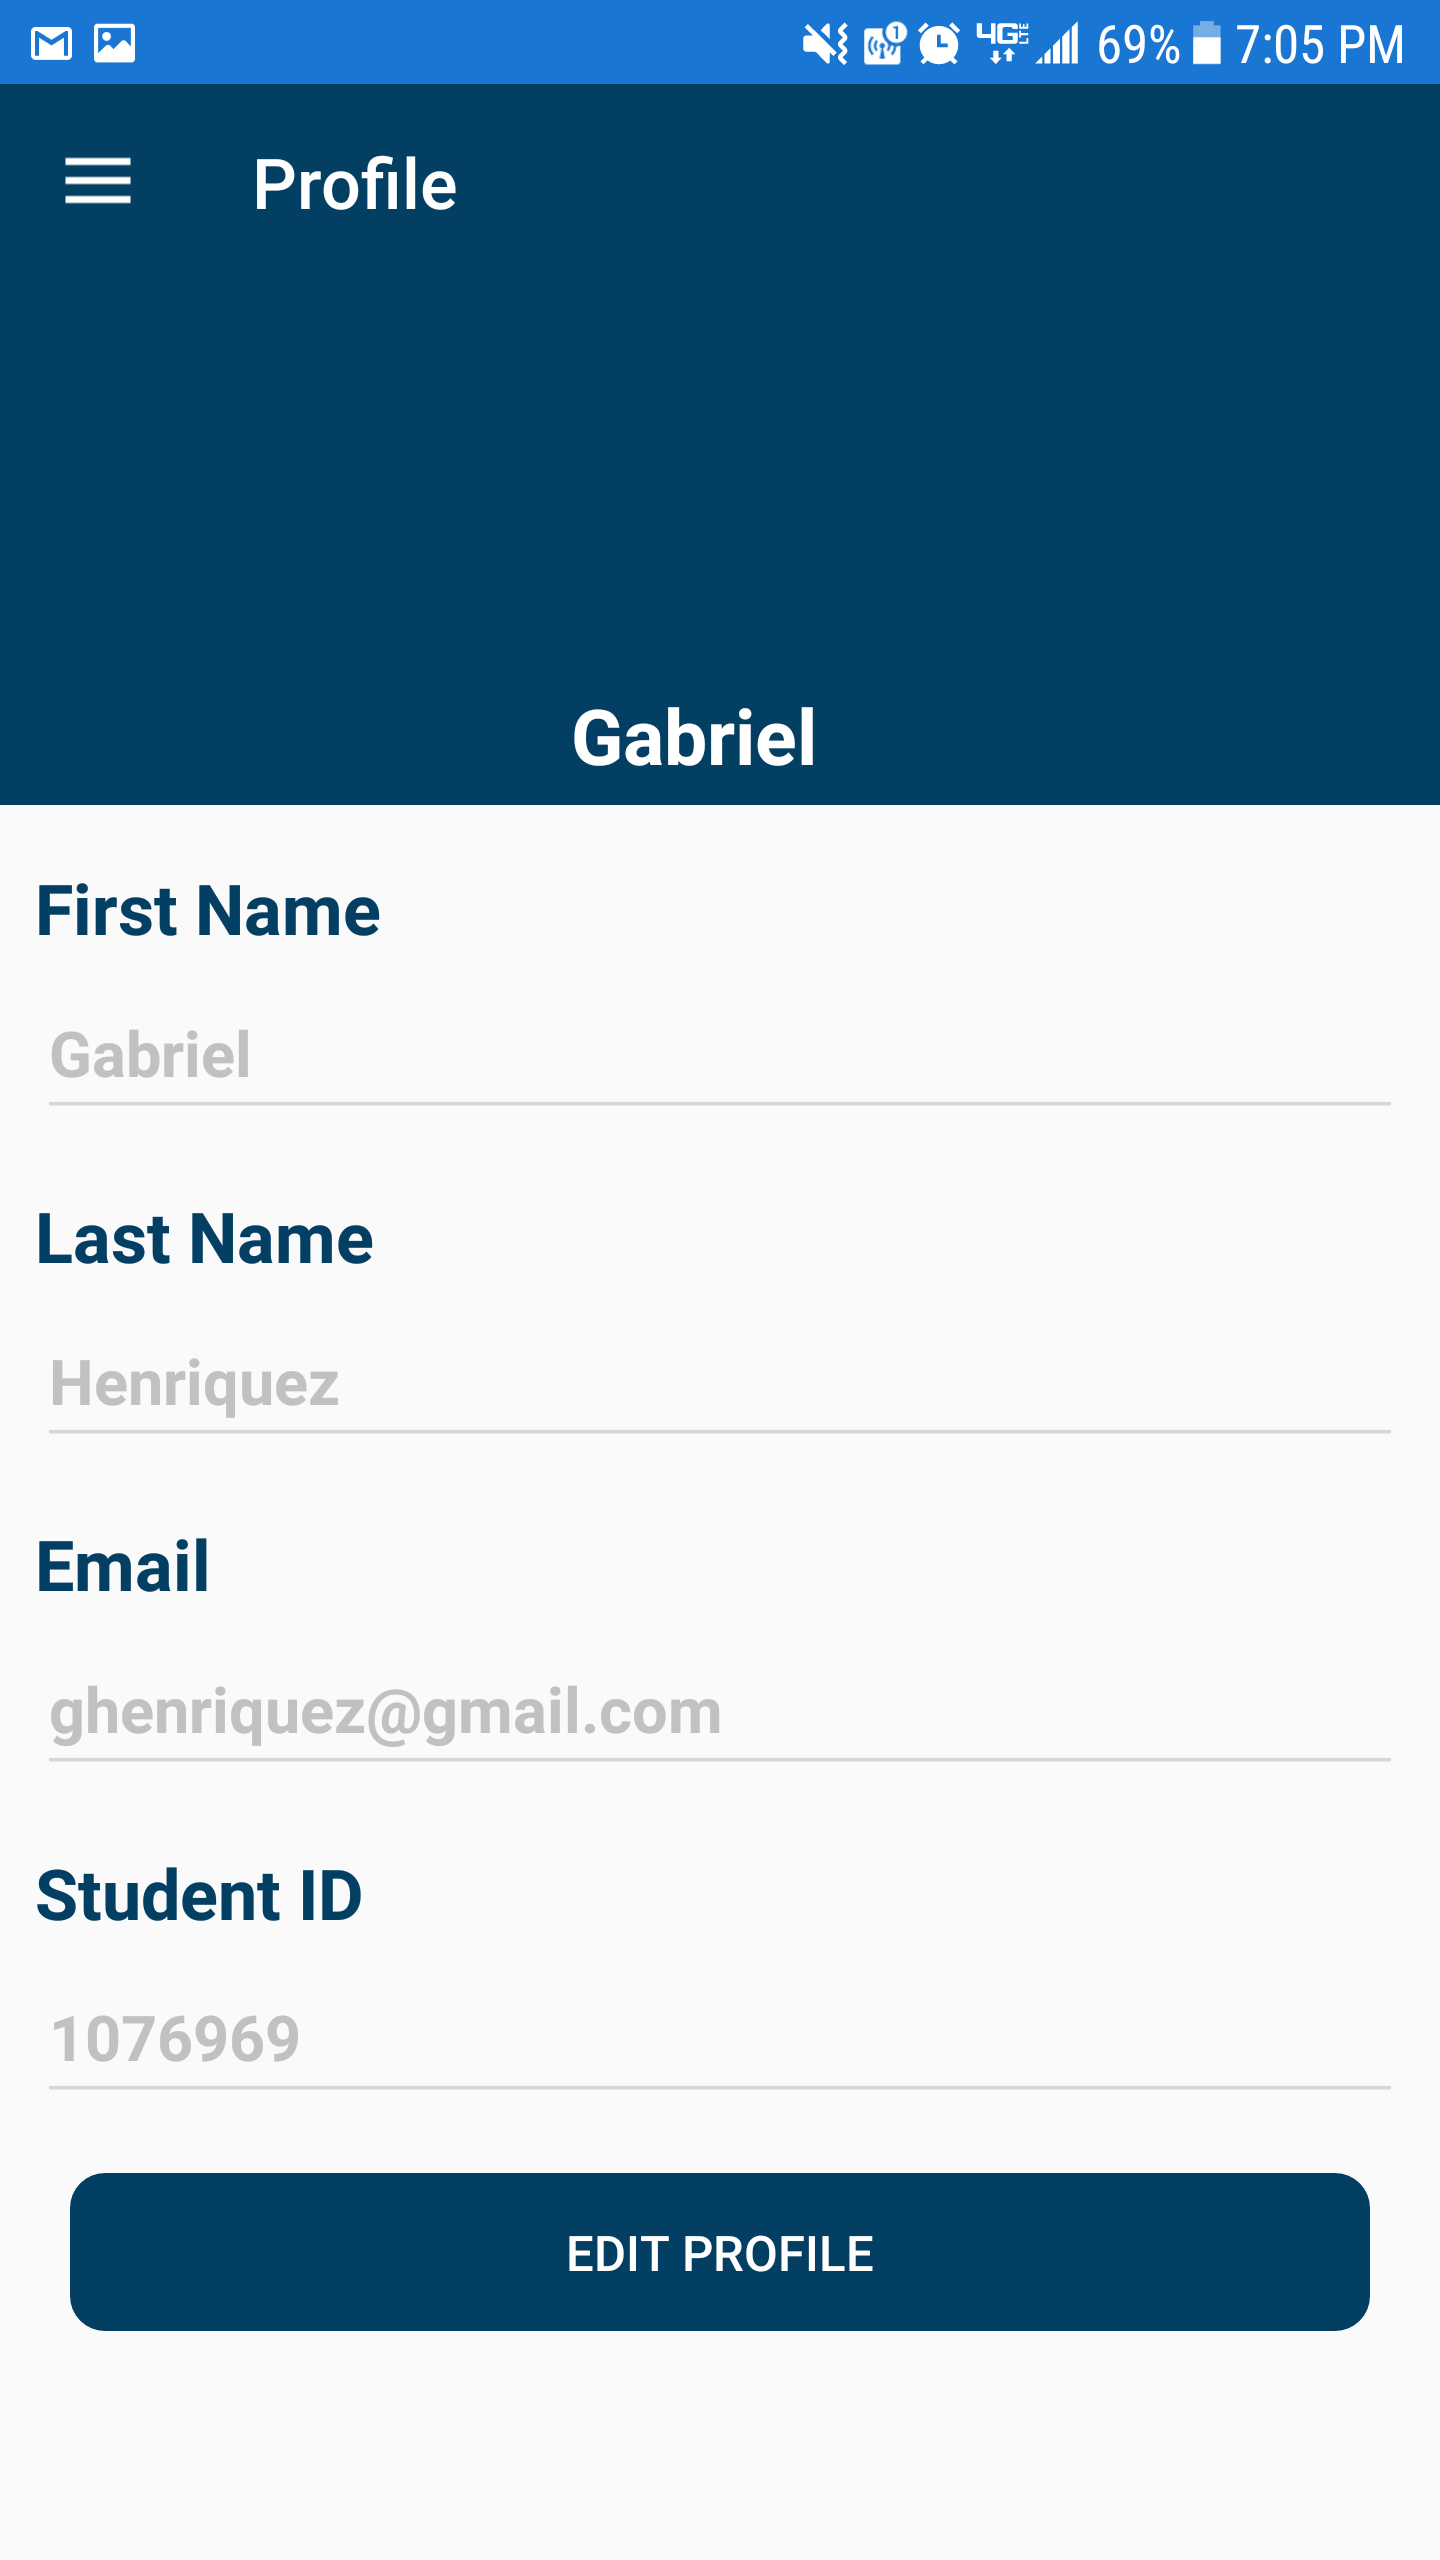 1 4G LTE 69% 7:05 PM
Profile
Gabriel
First Name
Gabriel
Last Name
Henriquez
Email
ghenriquez@gmail.com
Student ID
1076969
EDIT PROFILE